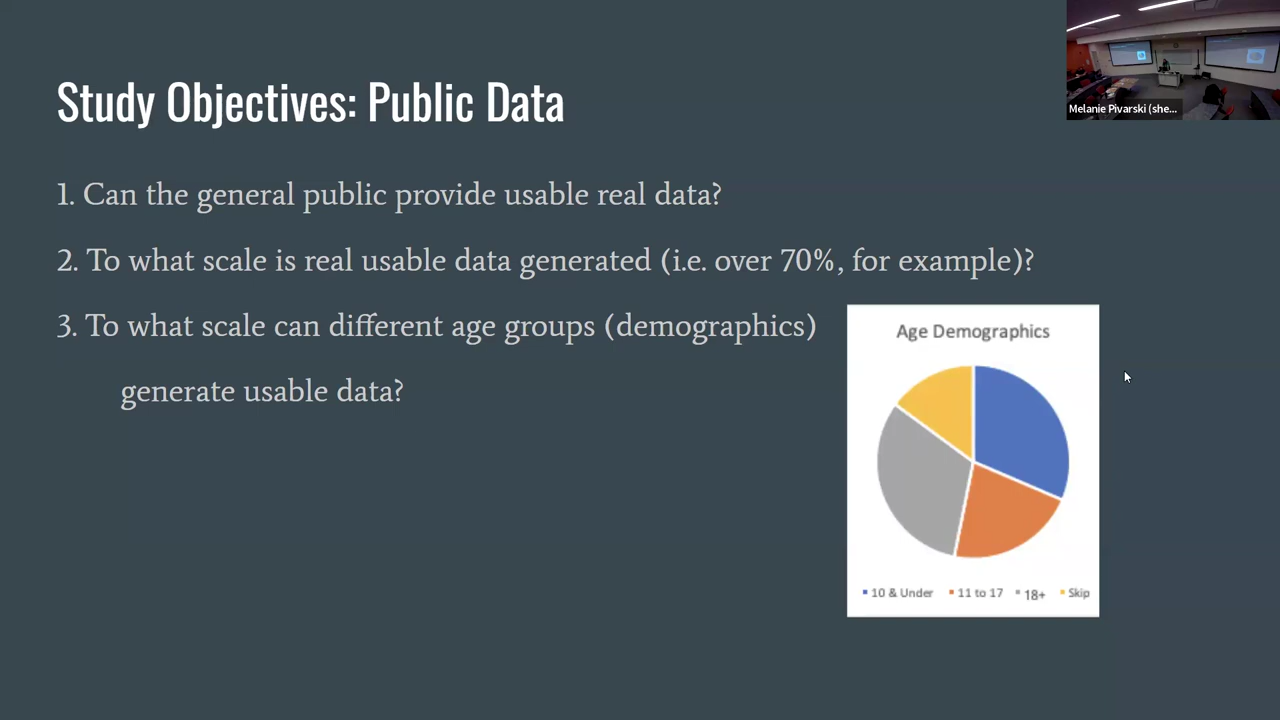 Study Objectives: Public Data
Melanie Pivarski (she...
1. Can the general public provide usable real data?
2. To what scale is real usable data generated (i.e. over 70%, for example)?
3. To what scale can different age groups (demographics)
generate usable data?
Age Demographics
10 & Under 11 to 17 18+ Skip